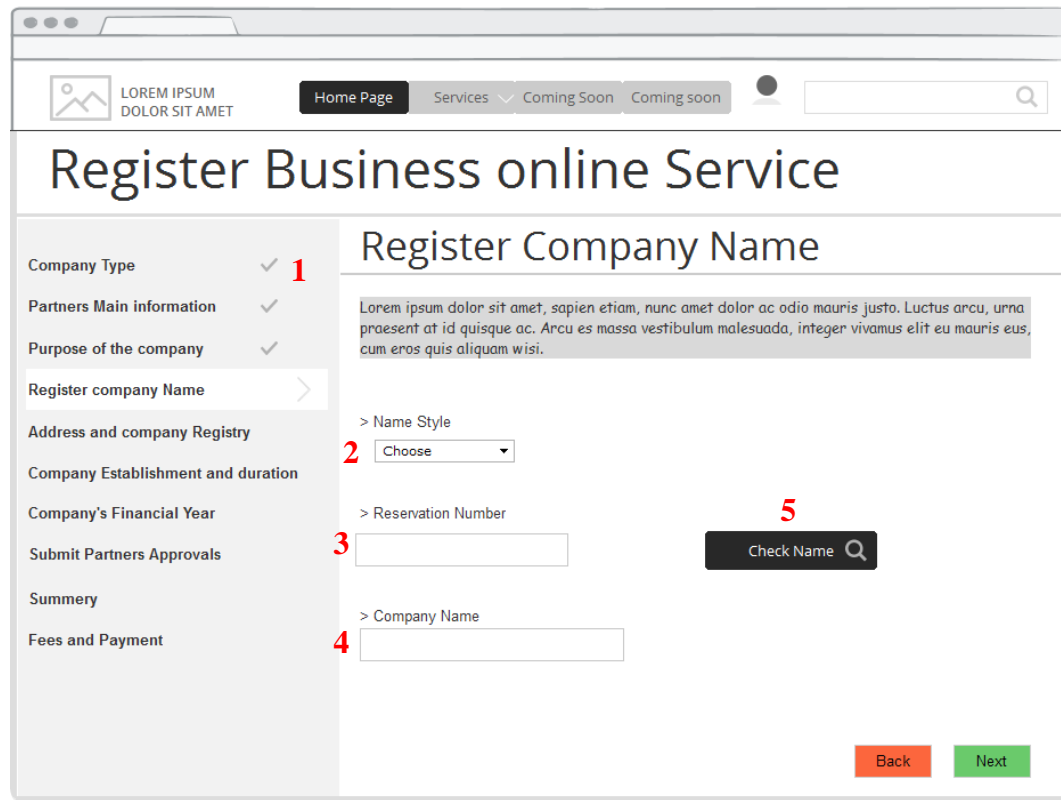 LOREM IPSUM
DOLOR SIT AMET
Home Page
Services
Coming Soon
Coming soon
Register Business online Service
Company Type
1
Partners Main information
Purpose of the company
Register company Name
Address and company Registry
Company Establishment and duration
Company's Financial Year
Submit Partners Approvals
Summery
Fees and Payment
Register Company Name
Lorem ipsum dolor sit amet, sapien etiam, nunc amet dolor ac odio mauris justo. Luctus arcu, urna
praesent at id quisque ac. Arcu es massa vestibulum malesuada, integer vivamus elit eu mauris eus,
cum eros quis aliquam wisi.
> Name Style
2
Choose
> Reservation Number
3
5
Check Name
> Company Name
4
Back
Next